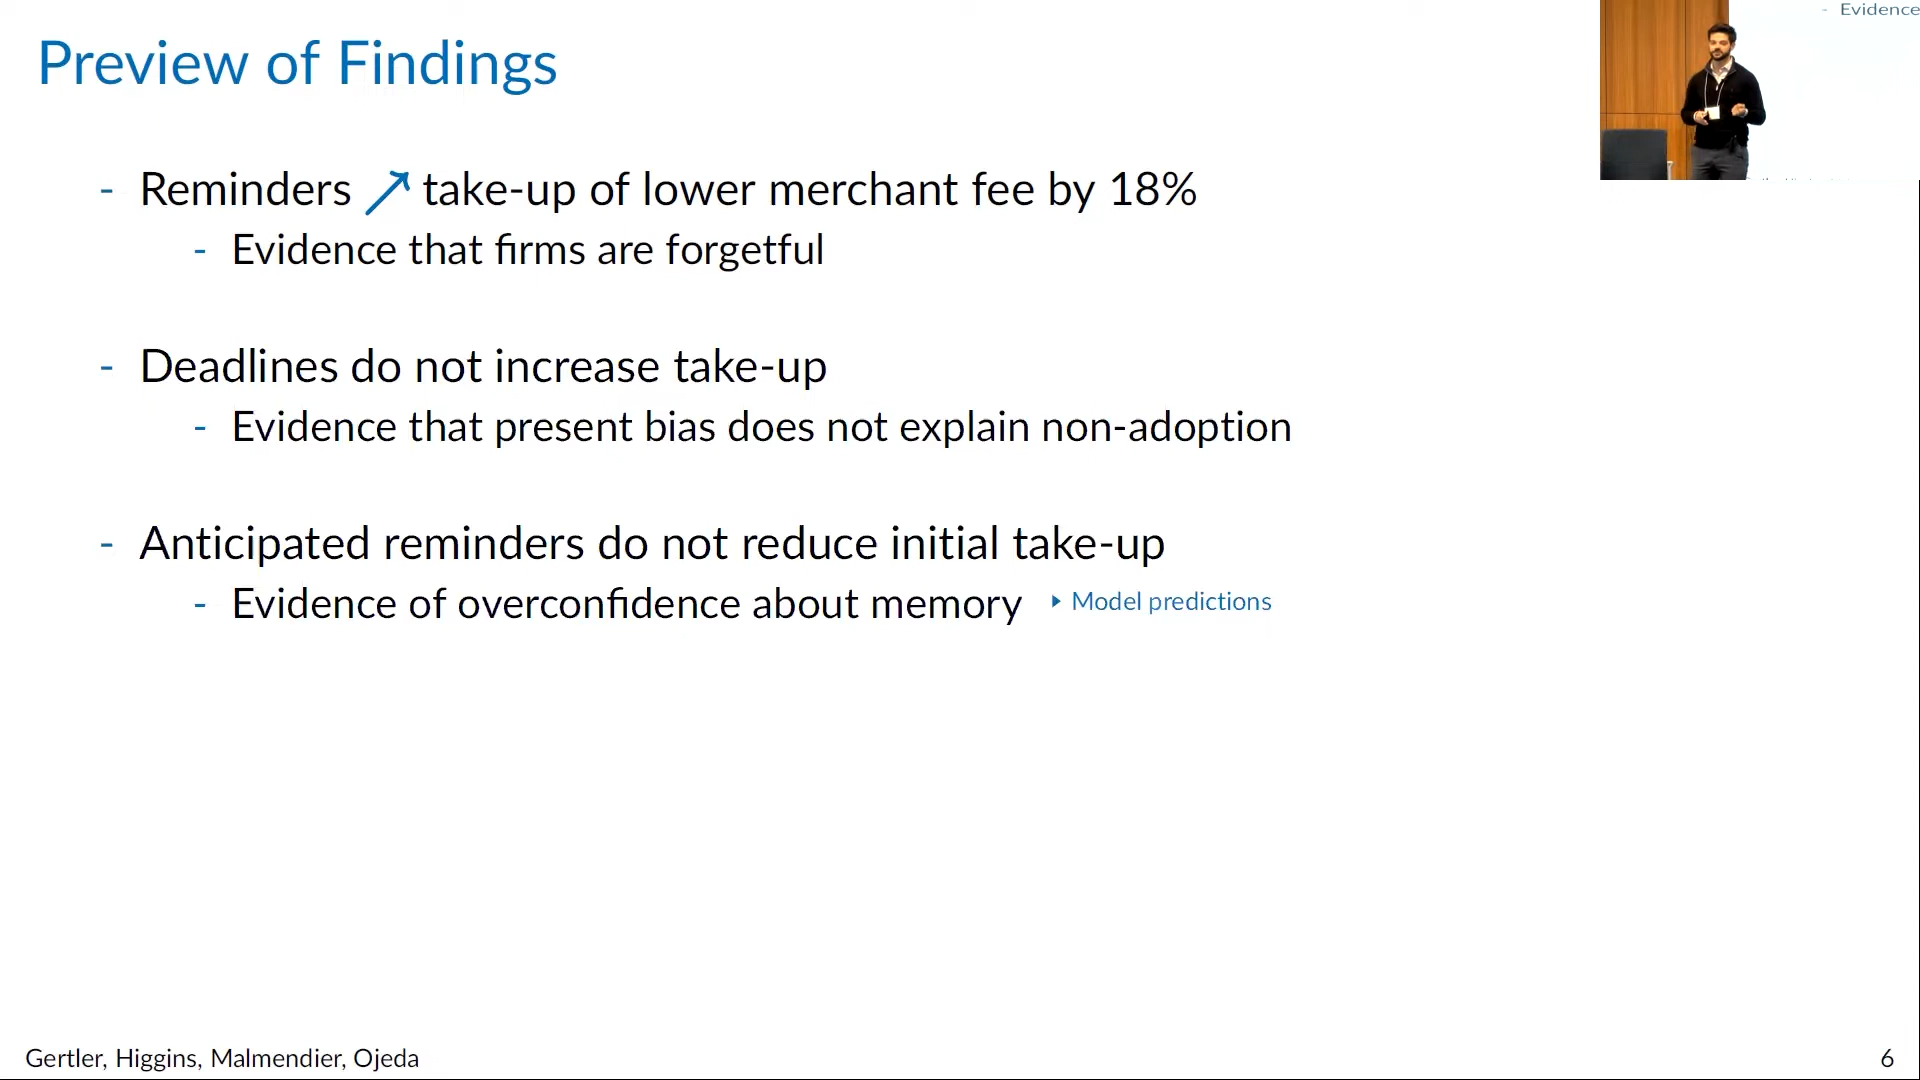 Preview of Findings
- Evidence
- Reminders ↗ take-up of lower merchant fee by 18%
- Evidence that firms are forgetful
- Deadlines do not increase take-up
- Evidence that present bias does not explain non-adoption
- Anticipated reminders do not reduce initial take-up
- Evidence of overconfidence about memory ▸ Model predictions
Gertler, Higgins, Malmendier, Ojeda
6